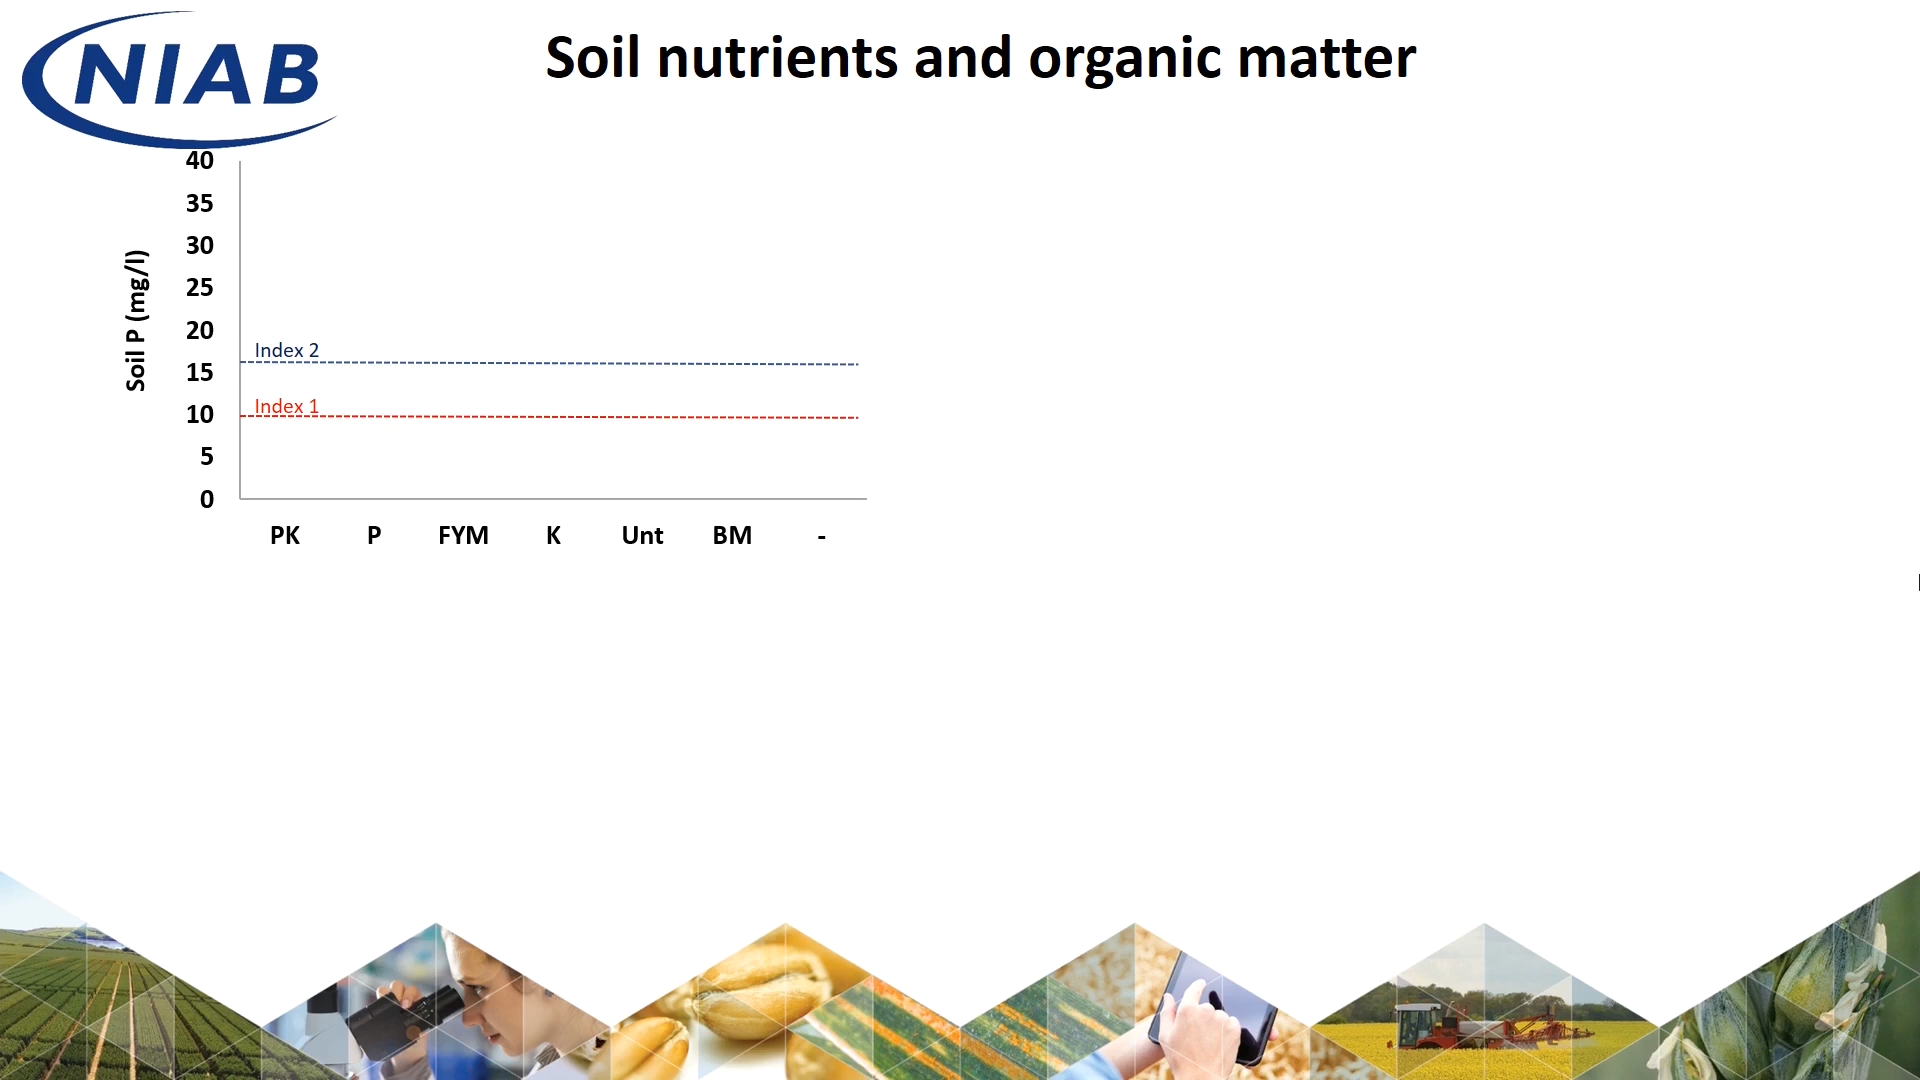 NIAB
Soil nutrients and organic matter
40
35
30
25
20
15
10
5
0
Soil P (mg/l)
Index 2
Index 1
PK P FYM K Unt BM -